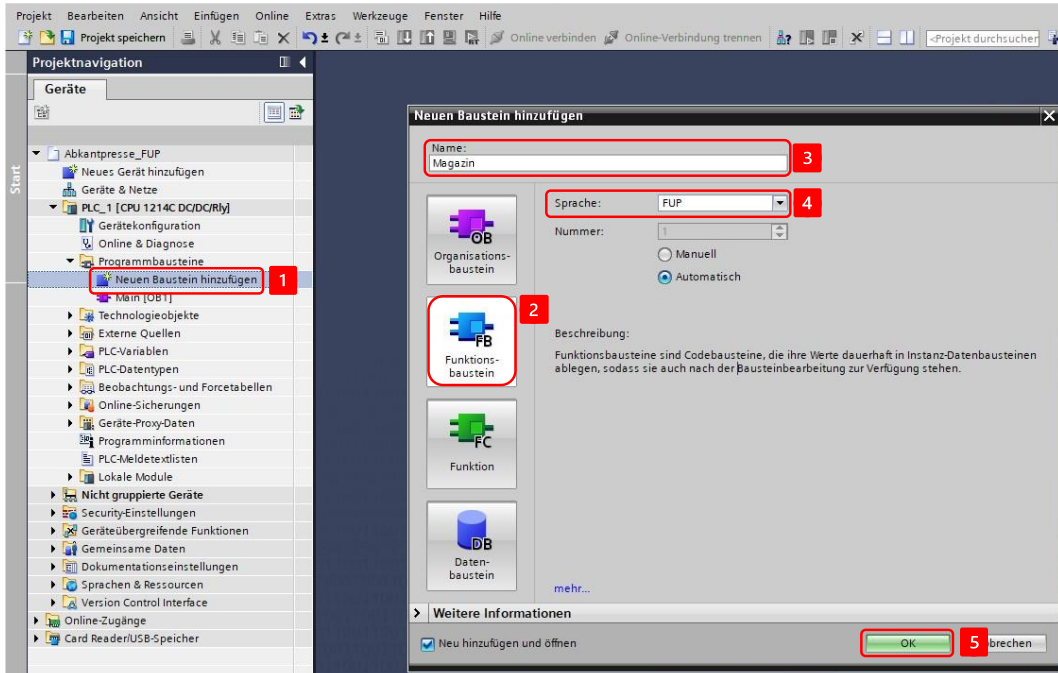 Projekt Bearbeiten Ansicht Einfügen Online Extras Werkzeuge Fenster Hilfe
Projekt speichern Online verbinden Online-Verbindung trennen <Projekt durchsucher
Projektnavigation
Geräte
Start
Abkantpresse_FUP
Neues Gerät hinzufügen
Geräte & Netze
PLC_1 [CPU 1214C DC/DC/Rly]
Gerätekonfiguration
Online & Diagnose
Programmbausteine
Neuen Baustein hinzufügen 1
Main [OB1]
Technologieobjekte
Externe Quellen
PLC-Variablen
PLC-Datentypen
Beobachtungs- und Forcetabellen
Online-Sicherungen
Geräte-Proxy-Daten
Programminformationen
PLC-Meldetextlisten
Lokale Module
Nicht gruppierte Geräte
Security-Einstellungen
Geräteübergreifende Funktionen
Gemeinsame Daten
Dokumentationseinstellungen
Sprachen & Ressourcen
Version Control Interface
Online-Zugänge
Card Reader/USB-Speicher
Neuen Baustein hinzufügen
Name:
Magazin
3
OB
Organisations-
baustein
2
FB
Funktions-
baustein
FC
Funktion
DB
Daten-
baustein
Sprache: FUP 4
Nummer: 1
Manuell
Automatisch
Beschreibung:
Funktionsbausteine sind Codebausteine, die ihre Werte dauerhaft in Instanz-Datenbausteinen
ablegen, sodass sie auch nach der Bausteinbearbeitung zur Verfügung stehen.
mehr...
Weitere Informationen
Neu hinzufügen und öffnen OK 5 brechen